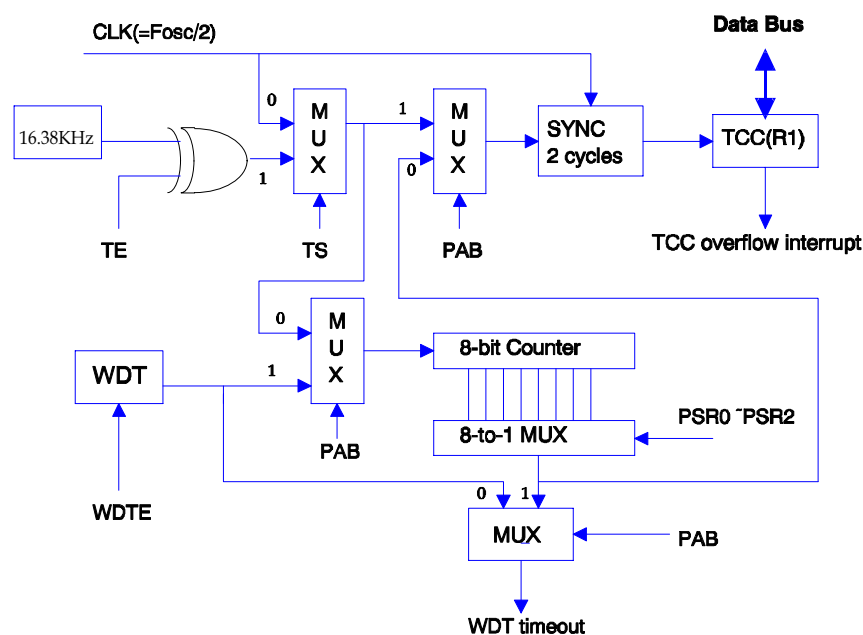 CLK(=Fosc/2)
Data Bus
0
M
U
X
1
M
U
X
SYNC
2 cycles
TCC(R1)
16.38KHz
1
0
TE
TS
PAB
TCC overflow interrupt
0
M
U
X
8-bit Counter
WDT
1
PAB
8-to-1 MUX
PSR0 ~PSR2
WDTE
0
1
MUX
PAB
WDT timeout